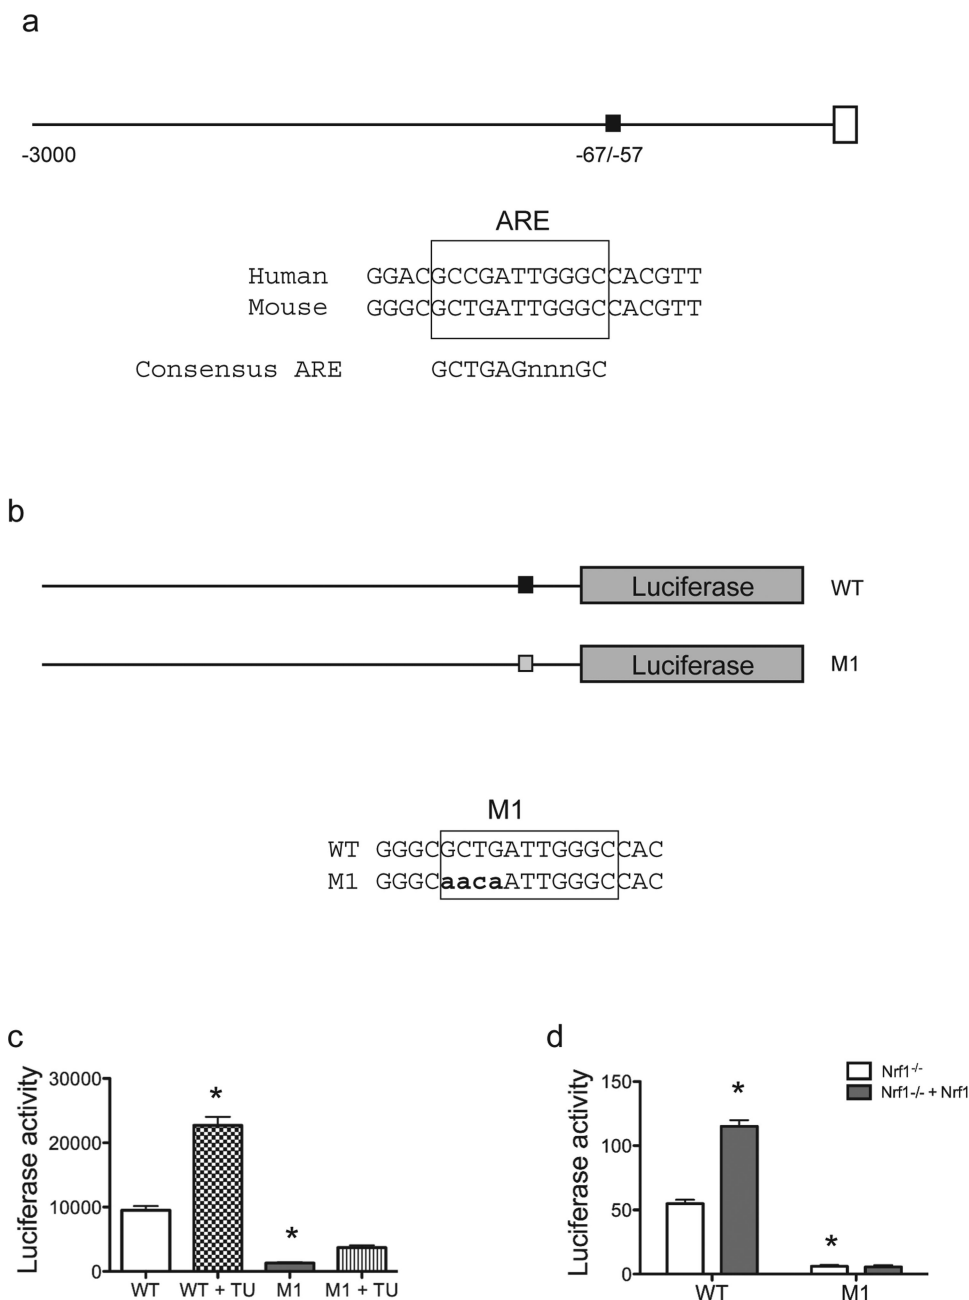 a
-3000
-67/-57
ARE
Human GGACGCCGATTGGGCCACGTT
Mouse GGGCGCTGATTGGGCCACGTT
Consensus ARE GCTGAGnnnGC
b
Luciferase WT
Luciferase M1
M1
WT GGGCGCTGATTGGGCCAC
M1 GGGCaacaATTGGGCCAC
c
Luciferase activity
30000
20000
10000
0
*
*
WT WT + TU M1 M1 + TU
d
Luciferase activity
150
100
50
0
*
*
Nrf1-/-
Nrf1-/- + Nrf1
WT M1